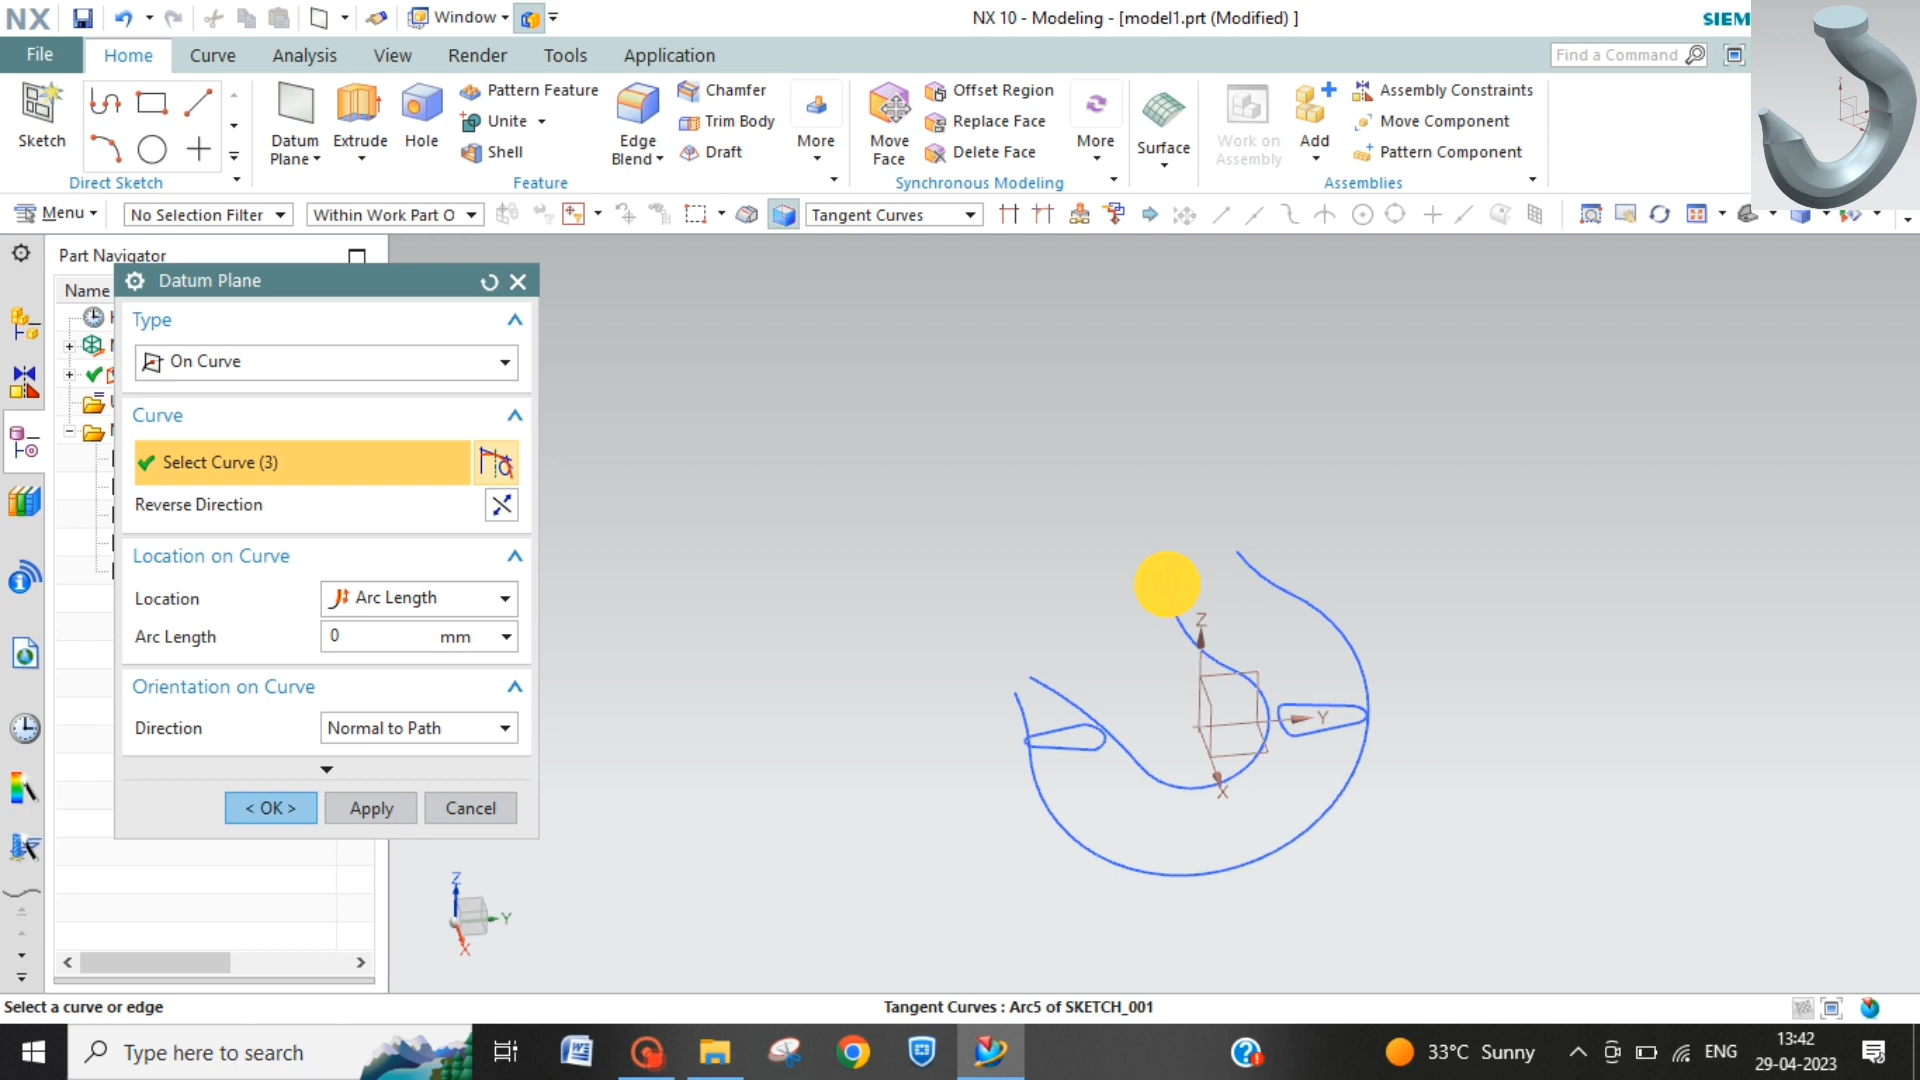 NX Window NX 10 - Modeling - [model1.prt (Modified) ] SIEM
File Home Curve Analysis View Render Tools Application Find a Command
Pattern Feature Chamfer Offset Region Assembly Constraints
Unite Trim Body Replace Face Move Component
Shell Draft Delete Face Pattern Component
Sketch Datum Plane Extrude Hole Edge Blend More Move Face More Surface Work on Assembly Add
Direct Sketch Feature Synchronous Modeling Assemblies
Menu No Selection Filter Within Work Part O Tangent Curves
Part Navigator
Name
Datum Plane
Type
On Curve
Curve
Select Curve (3)
Reverse Direction
Location on Curve
Location Arc Length
Arc Length 0 mm
Orientation on Curve
Direction Normal to Path
< OK > Apply Cancel
Z
Y
X
Z
Y
X
Select a curve or edge Tangent Curves : Arc5 of SKETCH_001
Type here to search 33°C Sunny ENG 13:42
29-04-2023